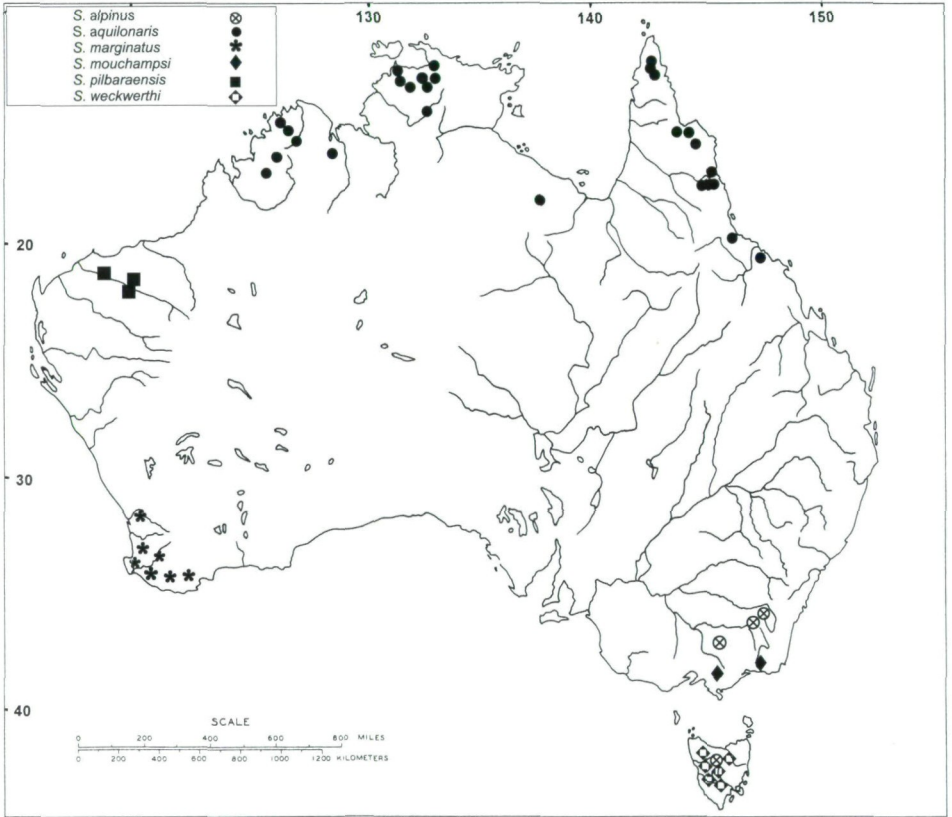 130 140 150
S. alpinus
S. aquilonaris
S. marginatus
S. mouchampsi
S. pilbaraensis
S. weckwerthi
20
30
40
SCALE
0 200 400 600 800 MILES
0 200 400 600 800 1000 1200 KILOMETERS